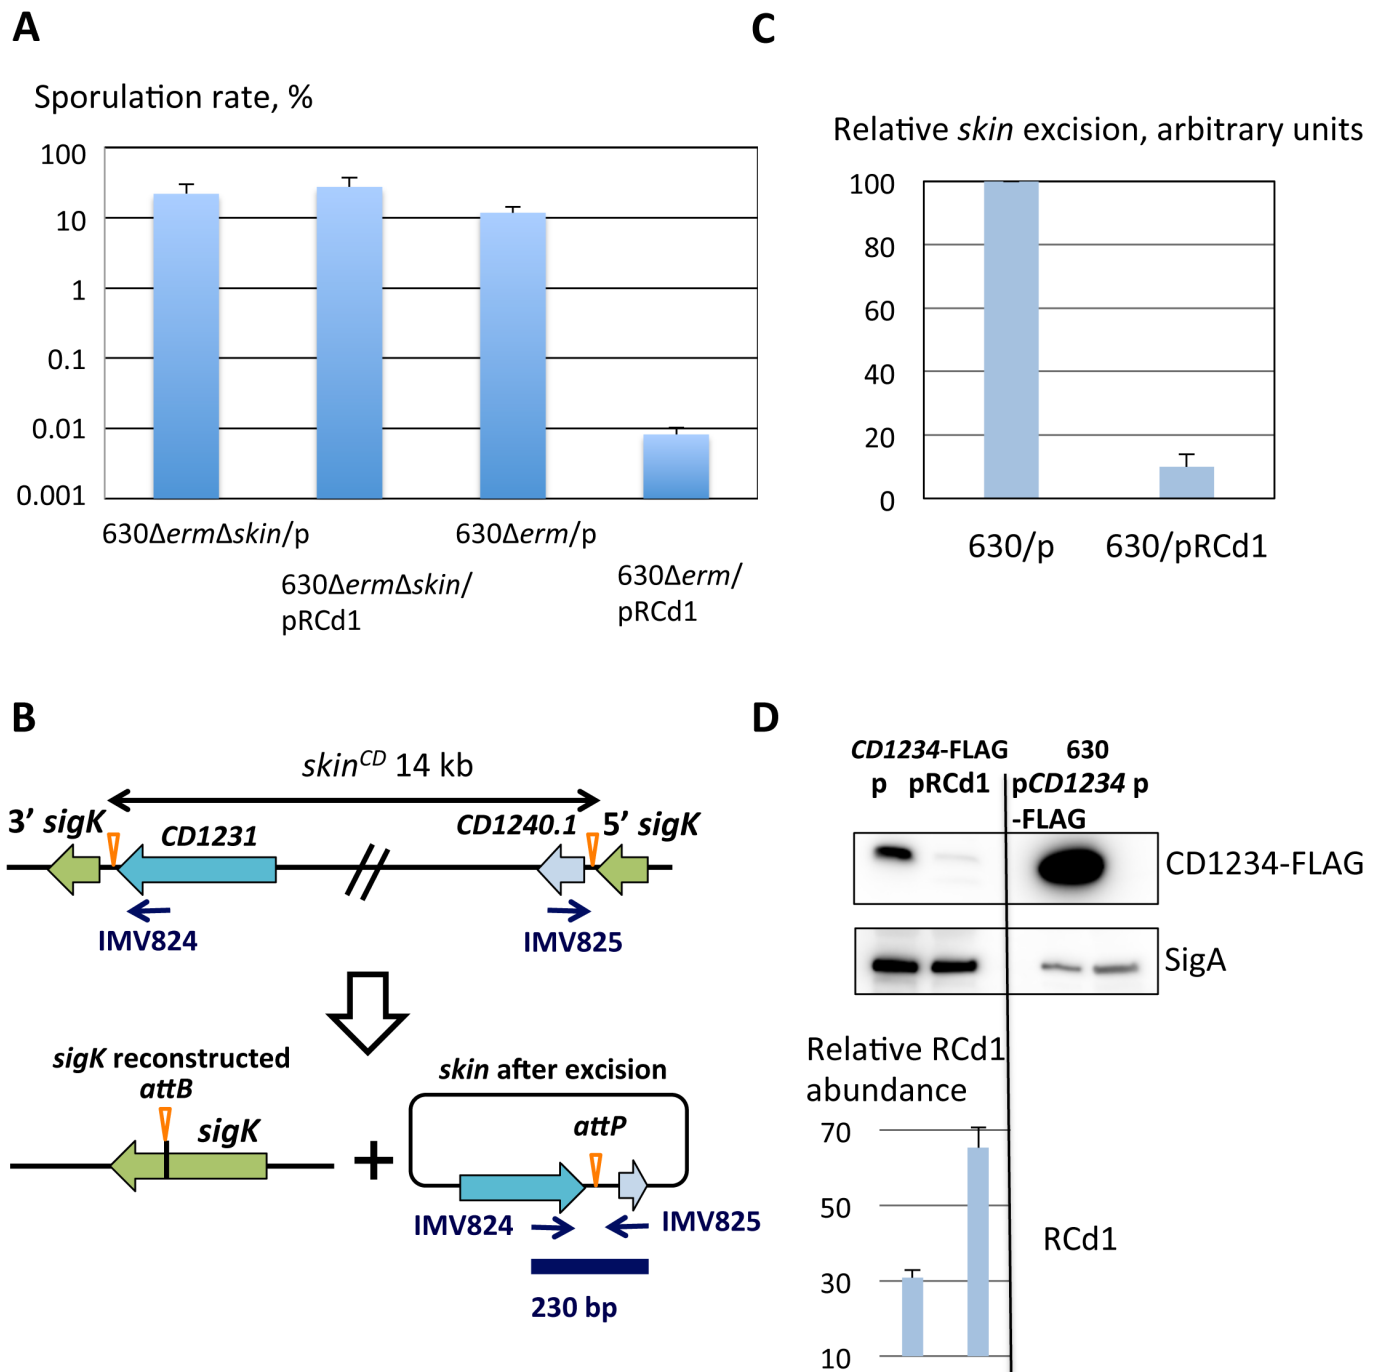 A
Sporulation rate, %
100
10
1
0.1
0.01
0.001
630ΔermΔskin/p
630ΔermΔskin/
pRCd1
630Δerm/p
630Δerm/
pRCd1
C
Relative skin excision, arbitrary units
100
80
60
40
20
0
630/p
630/pRCd1
B
skinCD 14 kb
3’ sigK
CD1231
CD1240.1
5’ sigK
IMV824
IMV825
sigK reconstructed
attB
sigK
+
skin after excision
attP
IMV824
IMV825
230 bp
D
CD1234-FLAG
p pRCd1
630
pCD1234 p
-FLAG
CD1234-FLAG
SigA
Relative RCd1
abundance
70
50
30
10
RCd1